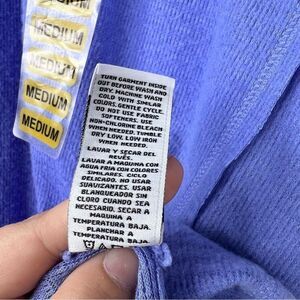 MEDIUM
MEDIUM
MEDIUM
MEDIUM
MEDIUM
TURN GARMENT INSIDE
OUT BEFORE WASH AND
DRY. MACHINE WASH
COLD WITH SIMILAR
COLORS, GENTLE CYCLE.
DO NOT USE FABRIC
SOFTENERS. USE
NON-CHLORINE BLEACH
WHEN NEEDED. TUMBLE
DRY LOW. LOW IRON
WHEN NEEDED.
LAVAR Y SECAR DEL
REVÉS.
LAVAR A MAQUINA CON
AGUA FRIA CON COLORES
SIMILARES. CICLO
DELICADO. NO USAR
SUAVIZANTES. USAR
BLANQUEADOR SIN
CLORO CUANDO SEA
NECESARIO. SECAR A
MAQUINA A
TEMPERATURA BAJA.
PLANCHAR A
TEMPERATURA BAJA.